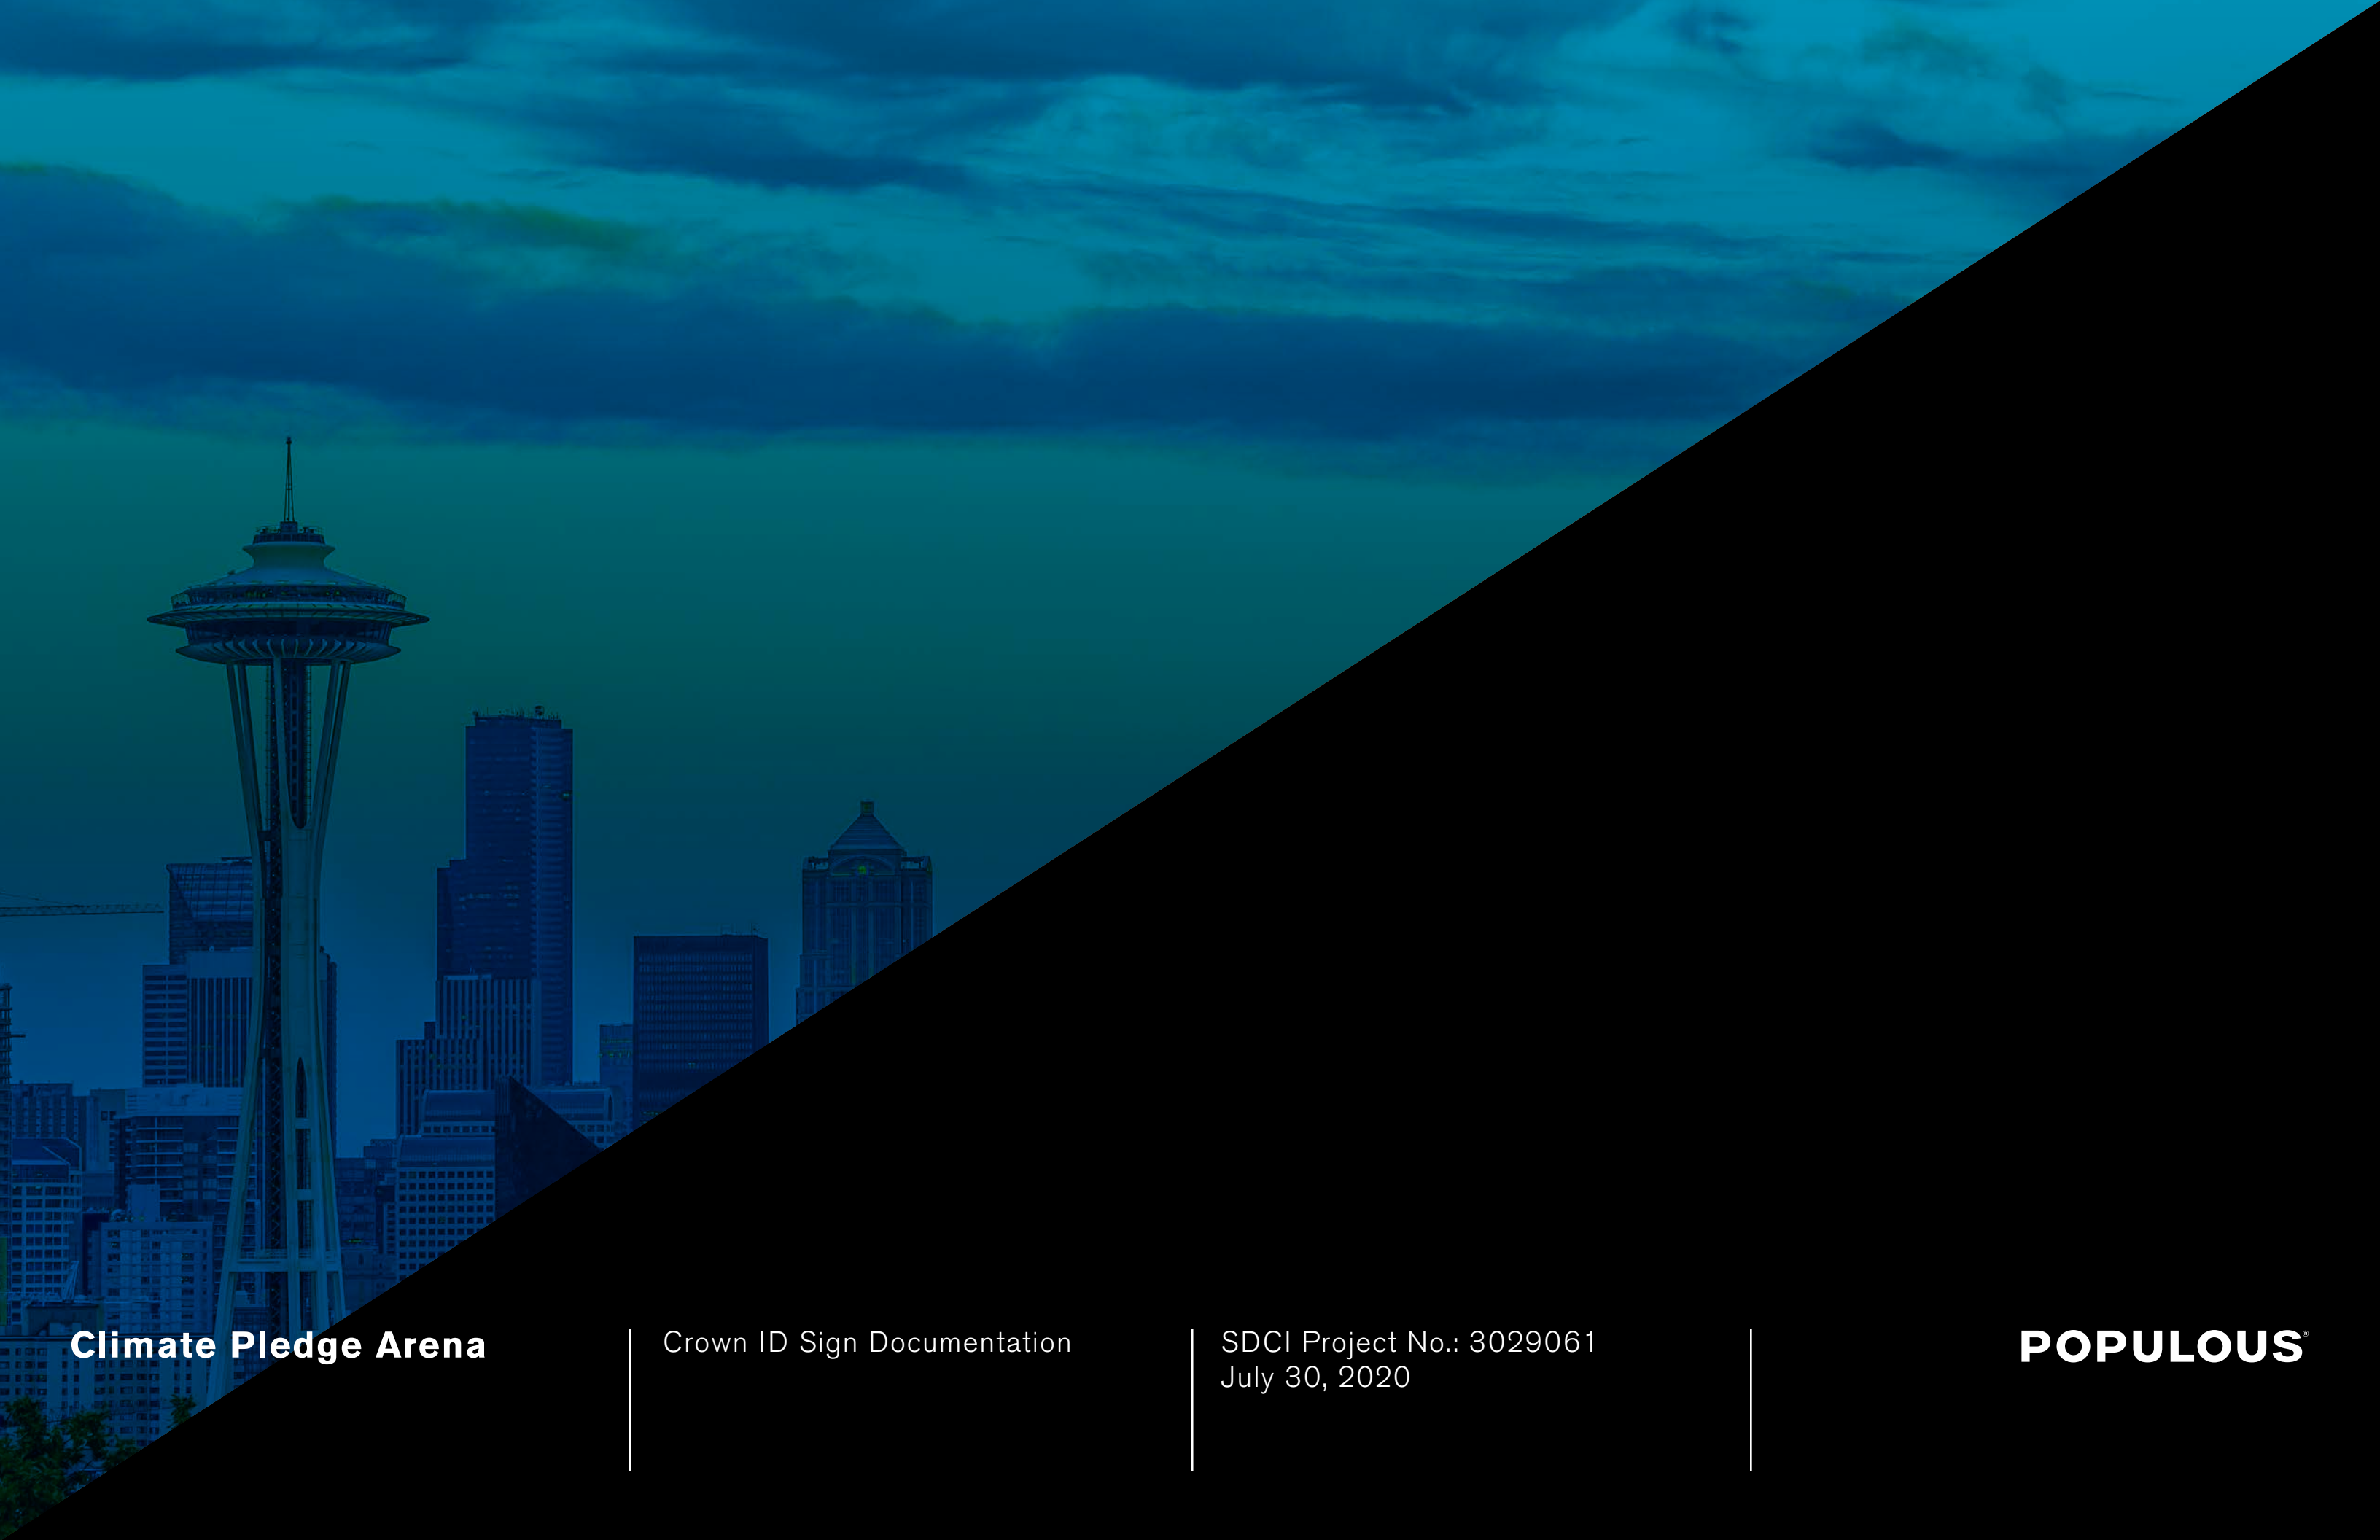 Climate Pledge Arena
Crown ID Sign Documentation
SDCI Project No.: 3029061
July 30, 2020
POPULOUS®